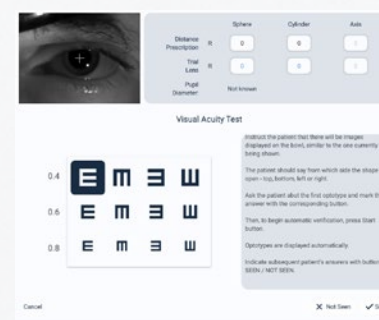 Sphere Cylinder Axis
Distance
Prescription R 0 0
Trial
Lens R 0 0
Pupil
Diameter Not known
Visual Acuity Test
Instruct the patient that there will be images
displayed on the bowl, similar to the one currently
being shown.
The patient should say from which side the shape
open—top, bottom, left or right.
Ask the patient about the first optotype and mark th
answer with the corresponding button.
Then, to begin automatic verification, press Start
button.
Optotypes are displayed automatically.
Indicate subsequent patient's answers with button
SEEN / NOT SEEN.
0.4 E
0.6 E
0.8 E
Cancel Not Seen